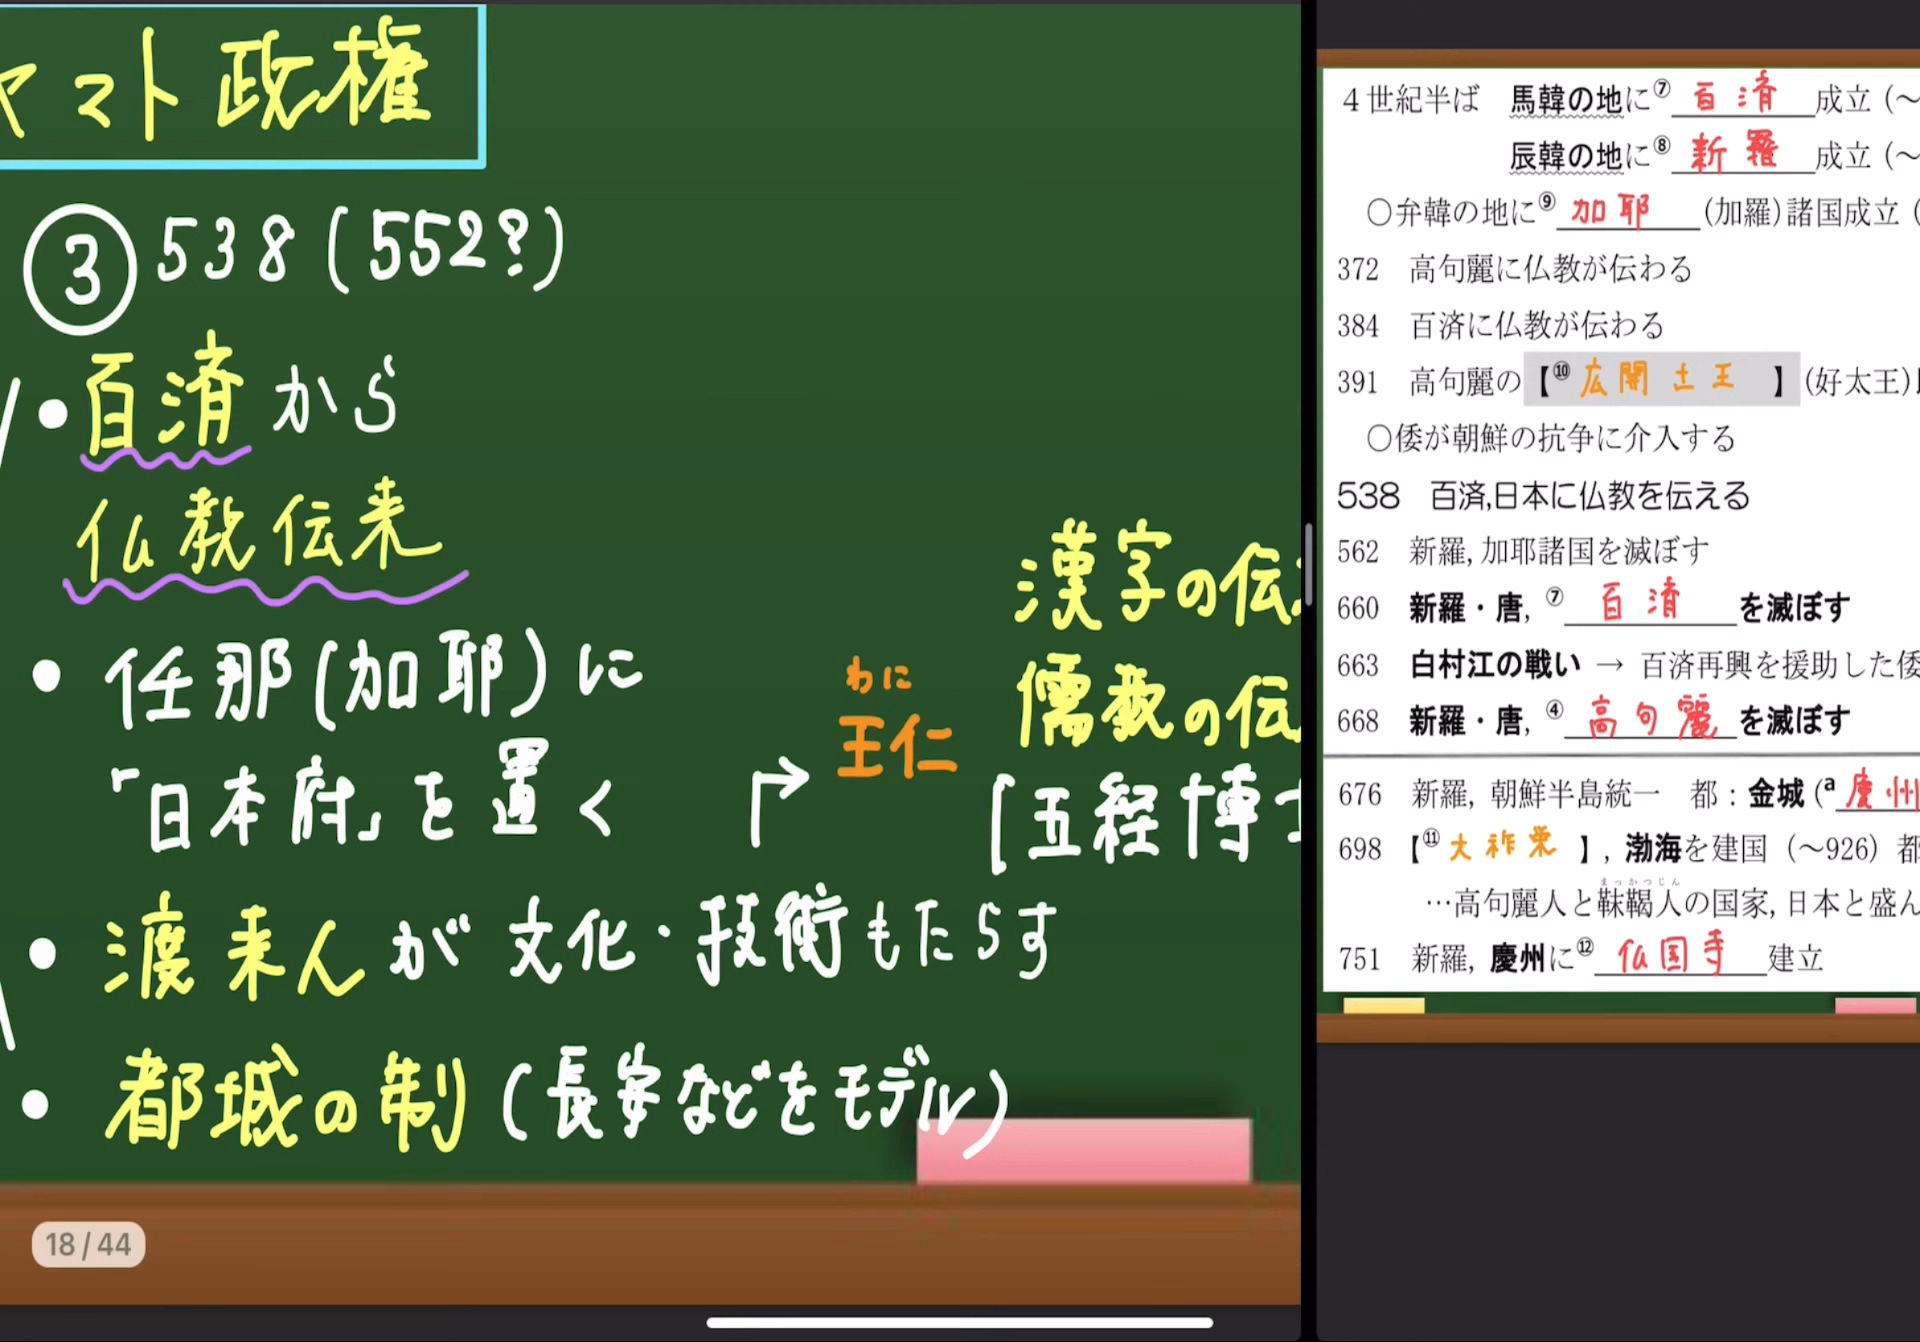 ヤマト政権
③ 538(552?)
・百済から
仏教伝来
・任那(加耶)に
「日本府」を置く
わに
王仁
漢字の伝
儒教の伝
[五経博士
・渡来人が文化・技術もたらす
・都城の制(長安などをモデル)
18/44
4世紀半ば 馬韓の地に⑦百済成立(~
辰韓の地に⑧新羅成立(~
○弁韓の地に⑨加耶(加羅)諸国成立(
372 高句麗に仏教が伝わる
384 百済に仏教が伝わる
391 高句麗の【⑩広開土王】(好太王)
○倭が朝鮮の抗争に介入する
538 百済,日本に仏教を伝える
562 新羅,加耶諸国を滅ぼす
660 新羅・唐,⑦百済を滅ぼす
663 白村江の戦い → 百済再興を援助した倭
668 新羅・唐,④高句麗を滅ぼす
676 新羅,朝鮮半島統一 都:金城(ª慶州
698 【⑪大祚栄】,渤海を建国(~926)都
まっかつじん
…高句麗人と靺鞨人の国家,日本と盛ん
751 新羅,慶州に⑫仏国寺建立